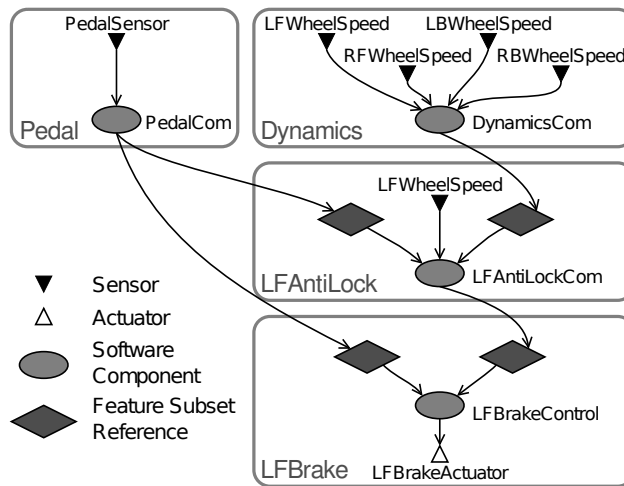 PedalSensor
PedalCom
Pedal
LFWheelSpeed
LBWheelSpeed
RFWheelSpeed
RBWheelSpeed
DynamicsCom
Dynamics
LFWheelSpeed
LFAntiLockCom
LFAntiLock
Sensor
Actuator
Software
Component
Feature Subset
Reference
LFBrakeControl
LFBrakeActuator
LFBrake